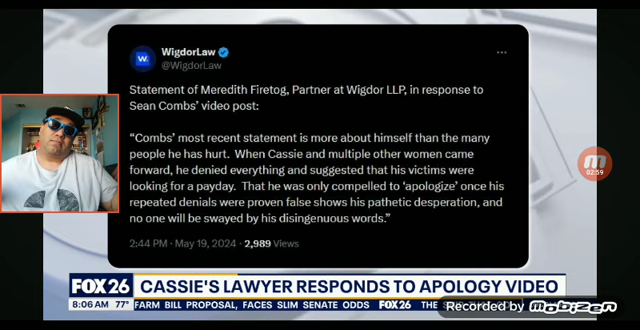 W.
WigdorLaw
@WigdorLaw
Statement of Meredith Firetog, Partner at Wigdor LLP, in response to
Sean Combs' video post:
“Combs’ most recent statement is more about himself than the many
people he has hurt. When Cassie and multiple other women came
forward, he denied everything and suggested that his victims were
looking for a payday. That he was only compelled to ‘apologize’ once his
repeated denials were proven false shows his pathetic desperation, and
no one will be swayed by his disingenuous words.”
2:44 PM · May 19, 2024 · 2,989 Views
02:59
FOX 26
CASSIE'S LAWYER RESPONDS TO APOLOGY VIDEO
8:06 AM 77° FARM BILL PROPOSAL, FACES SLIM SENATE ODDS FOX 26 THE
Recorded by Mobizen